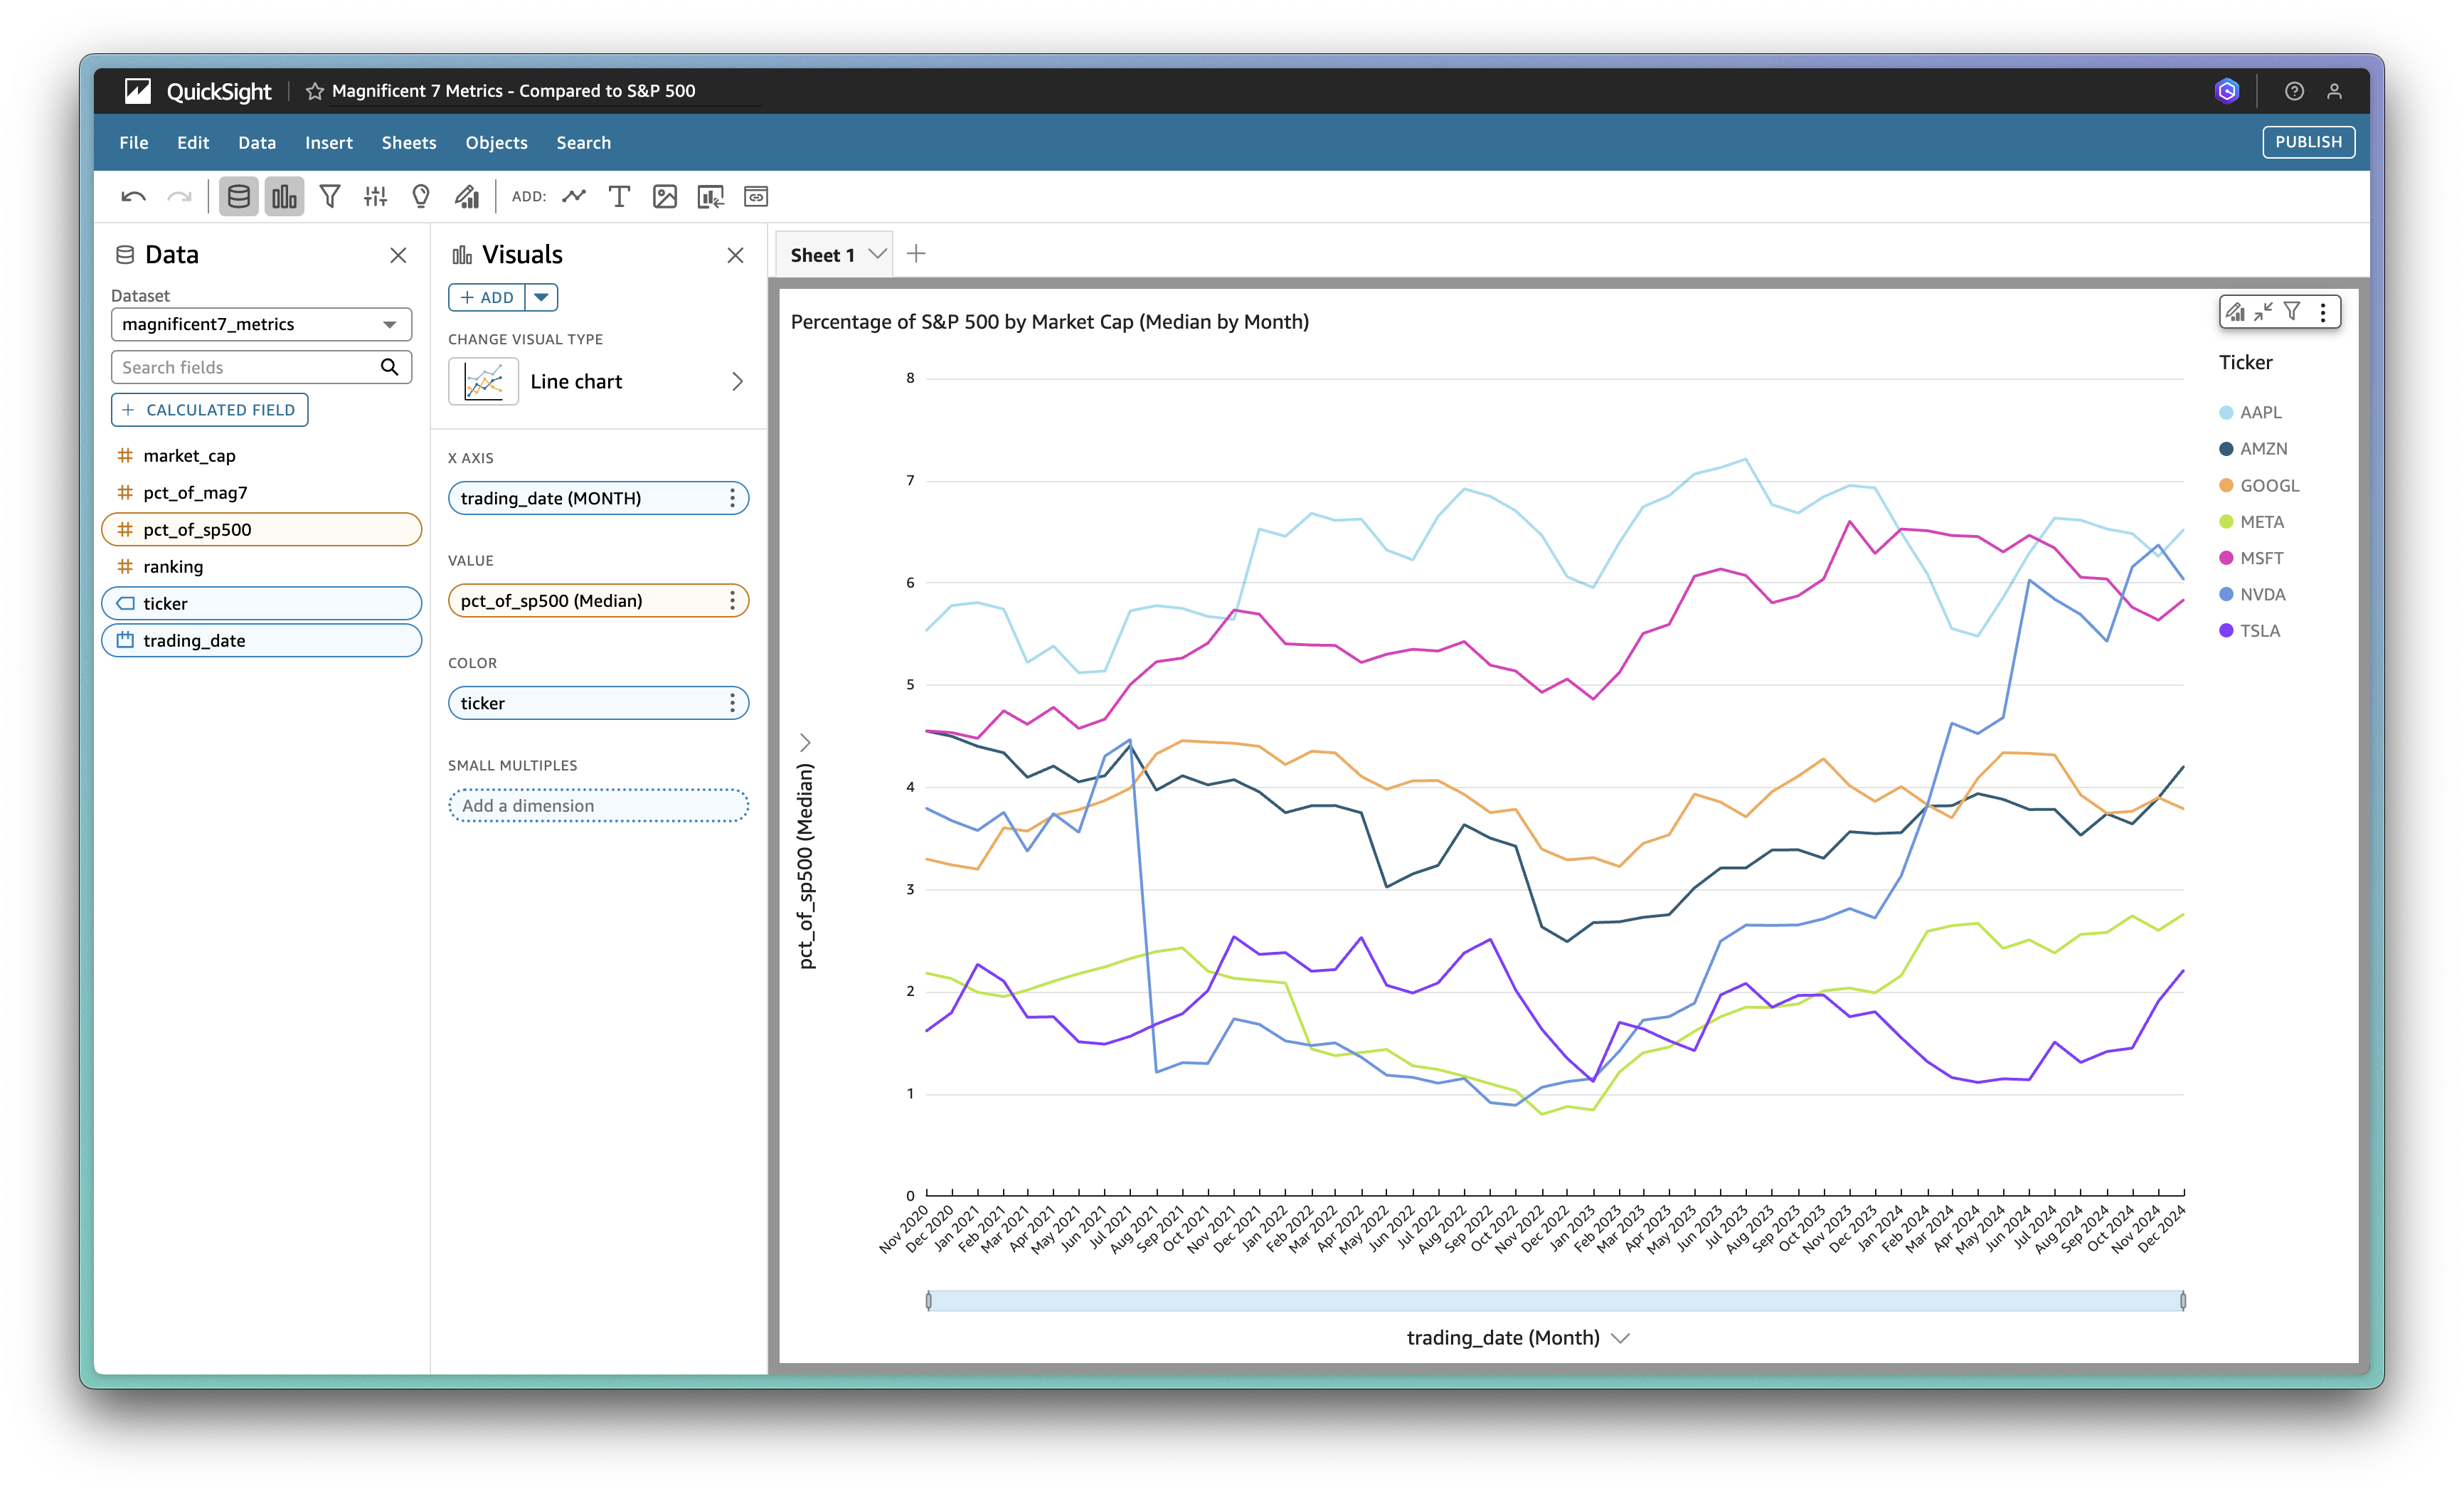 QuickSight
Magnificent 7 Metrics - Compared to S&P 500
File Edit Data Insert Sheets Objects Search
PUBLISH
ADD:
Data
Dataset
magnificent7_metrics
Search fields
+ CALCULATED FIELD
# market_cap
# pct_of_mag7
# pct_of_sp500
# ranking
ticker
trading_date
Visuals
+ ADD
CHANGE VISUAL TYPE
Line chart
X AXIS
trading_date (MONTH)
VALUE
pct_of_sp500 (Median)
COLOR
ticker
SMALL MULTIPLES
Add a dimension
Sheet 1
Percentage of S&P 500 by Market Cap (Median by Month)
pct_of_sp500 (Median)
8
7
6
5
4
3
2
1
0
Nov 2020
Dec 2020
Jan 2021
Feb 2021
Mar 2021
Apr 2021
May 2021
Jun 2021
Jul 2021
Aug 2021
Sep 2021
Oct 2021
Nov 2021
Dec 2021
Jan 2022
Feb 2022
Mar 2022
Apr 2022
May 2022
Jun 2022
Jul 2022
Aug 2022
Sep 2022
Oct 2022
Nov 2022
Dec 2022
Jan 2023
Feb 2023
Mar 2023
Apr 2023
May 2023
Jun 2023
Jul 2023
Aug 2023
Sep 2023
Oct 2023
Nov 2023
Dec 2023
Jan 2024
Feb 2024
Mar 2024
Apr 2024
May 2024
Jun 2024
Jul 2024
Aug 2024
Sep 2024
Oct 2024
Nov 2024
Dec 2024
trading_date (Month)
Ticker
AAPL
AMZN
GOOGL
META
MSFT
NVDA
TSLA